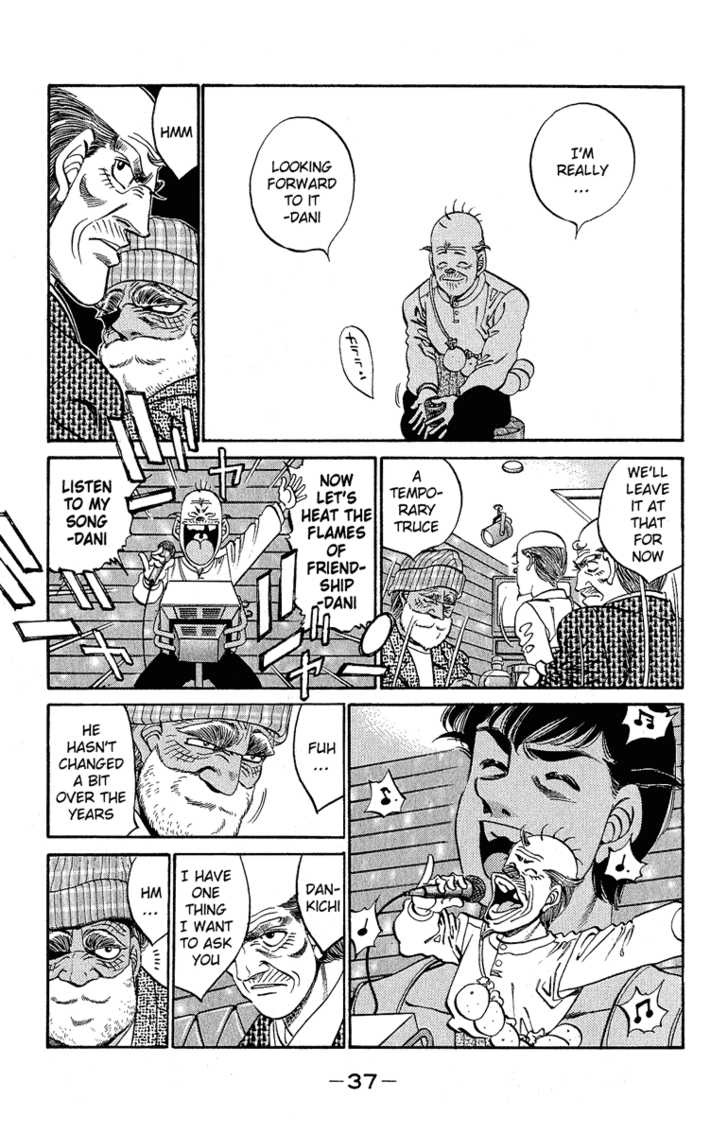 I'M
REALLY
...
LOOKING
FORWARD
TO IT
-DANI
HMM
WE'LL
LEAVE
IT AT
THAT
FOR
NOW
A
TEMPO-
RARY
TRUCE
NOW
LET'S
HEAT THE
FLAMES
OF
FRIEND-
SHIP
-DANI
LISTEN
TO MY
SONG
-DANI
FUH
...
HE
HASN'T
CHANGED
A BIT
OVER THE
YEARS
DAN-
KICHI
I HAVE
ONE
THING
I WANT
TO ASK
YOU
HM
...
-37-